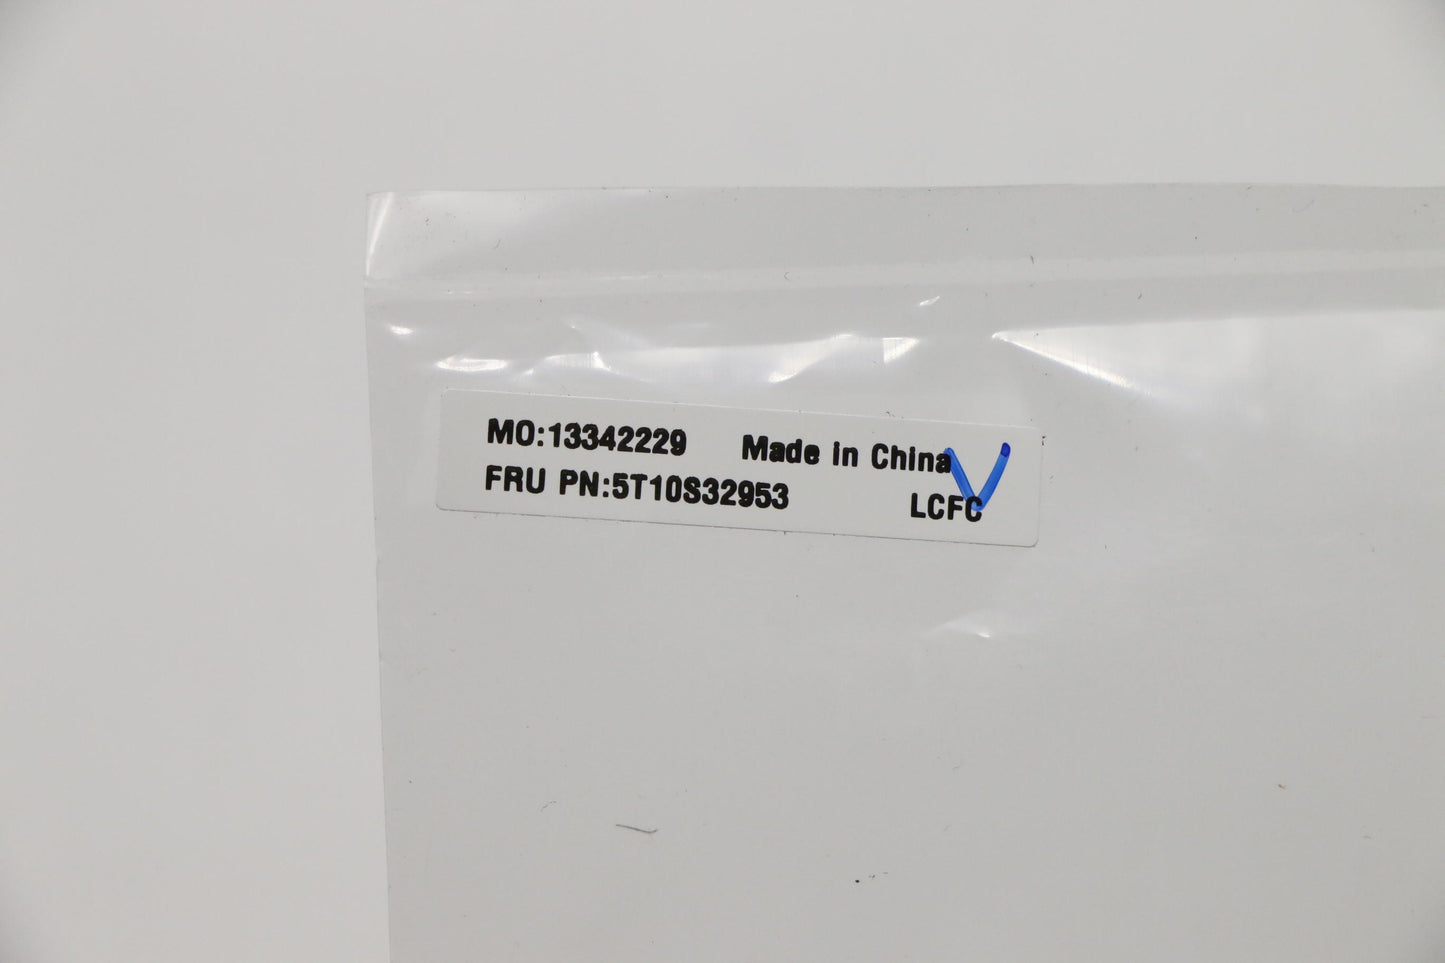 MO:13342229 Made in China
FRU PN:5T10S32953 LCFC